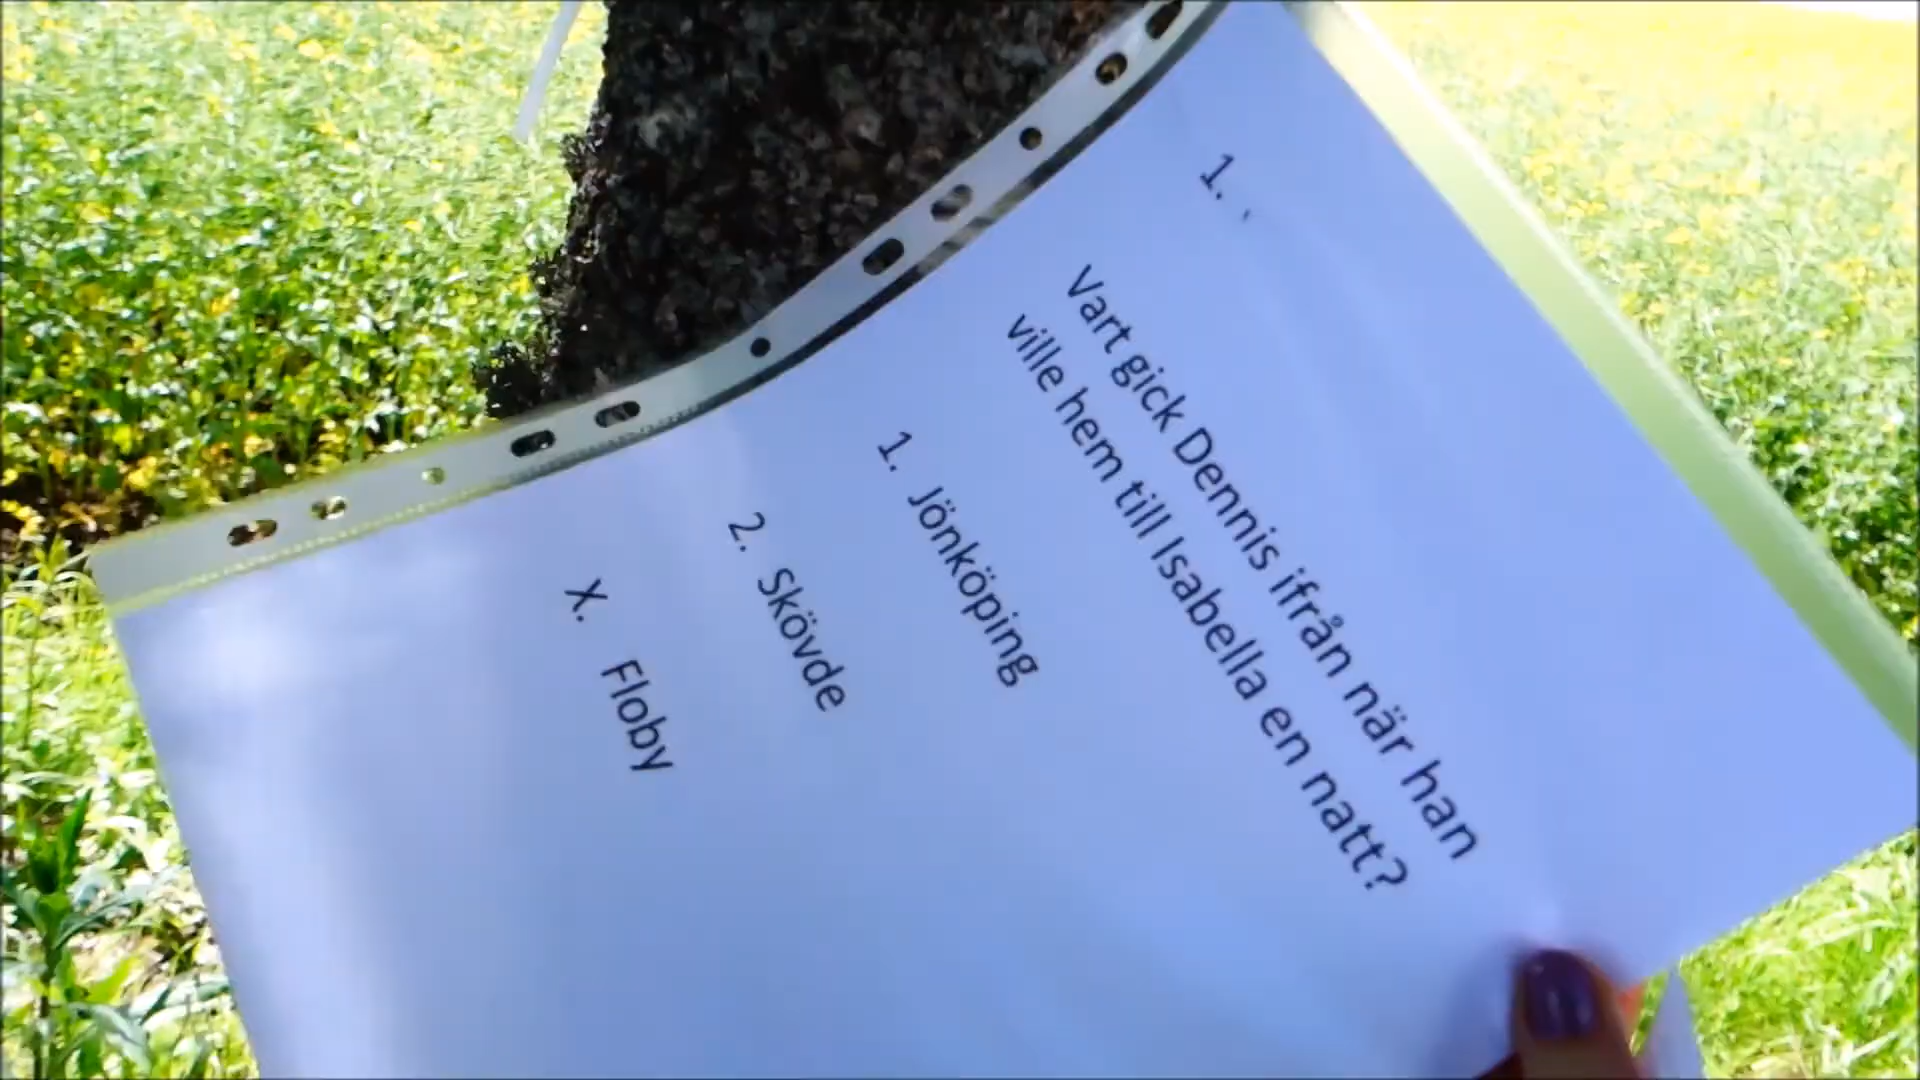 1.
Vart gick Dennis ifrån när han
ville hem till Isabella en natt?
1. Jönköping
2. Skövde
X. Floby